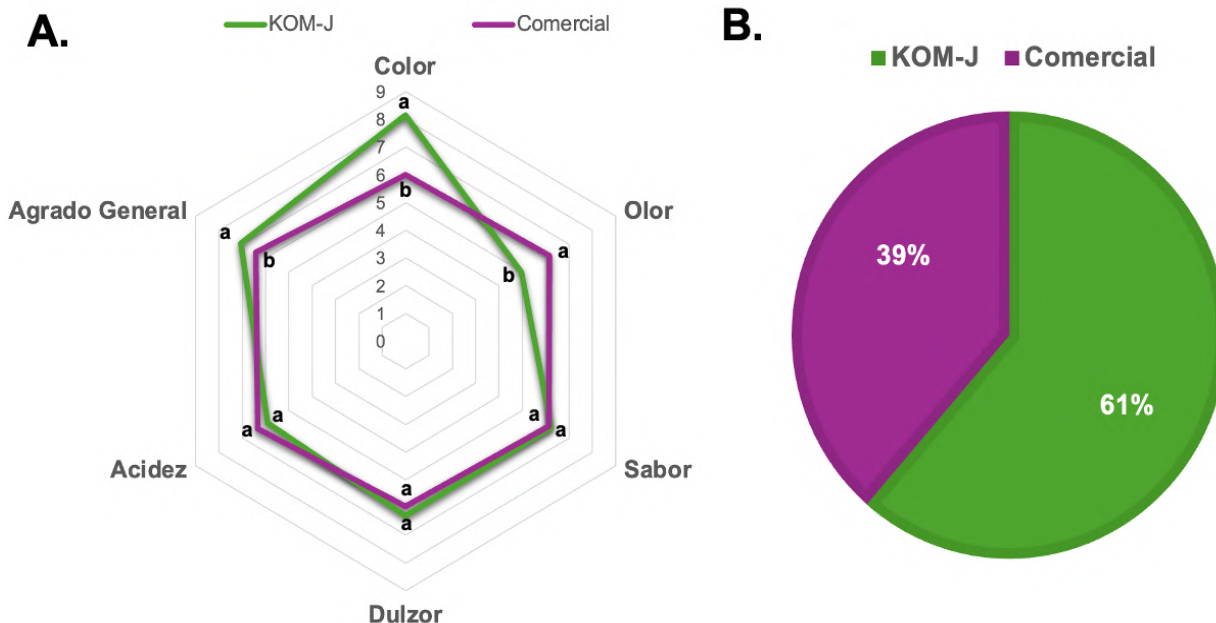 A.
KOM-J Comercial
Color
9
a
8
7
6
b
5
4
3
2
1
0
Agrado General
a
b
Olor
a
b
Acidez
a
a
Sabor
a
a
a
a
Dulzor
B.
KOM-J Comercial
39%
61%